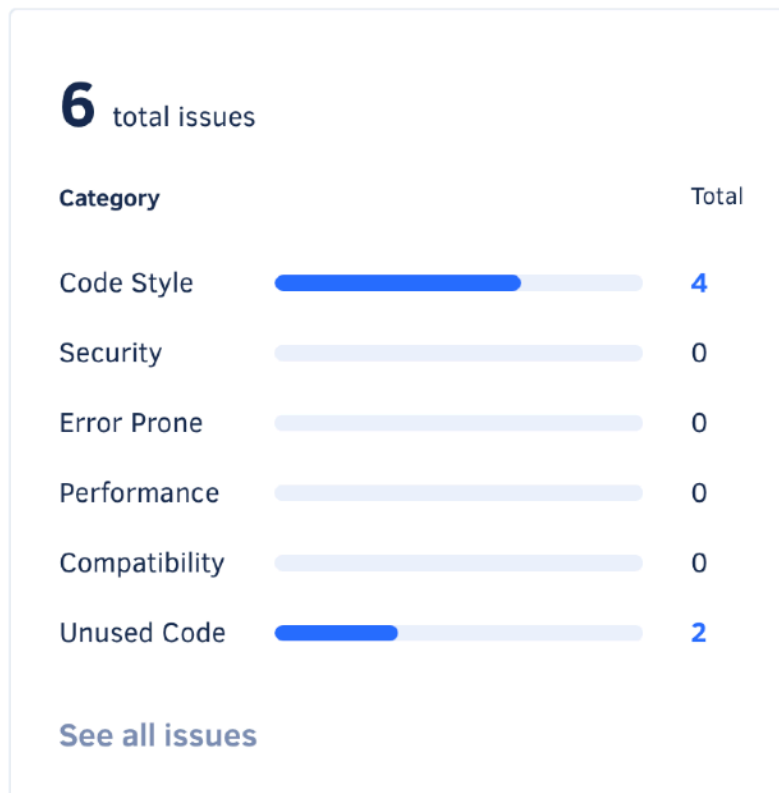 6 total issues
Category Total
Code Style 4
Security 0
Error Prone 0
Performance 0
Compatibility 0
Unused Code 2
See all issues